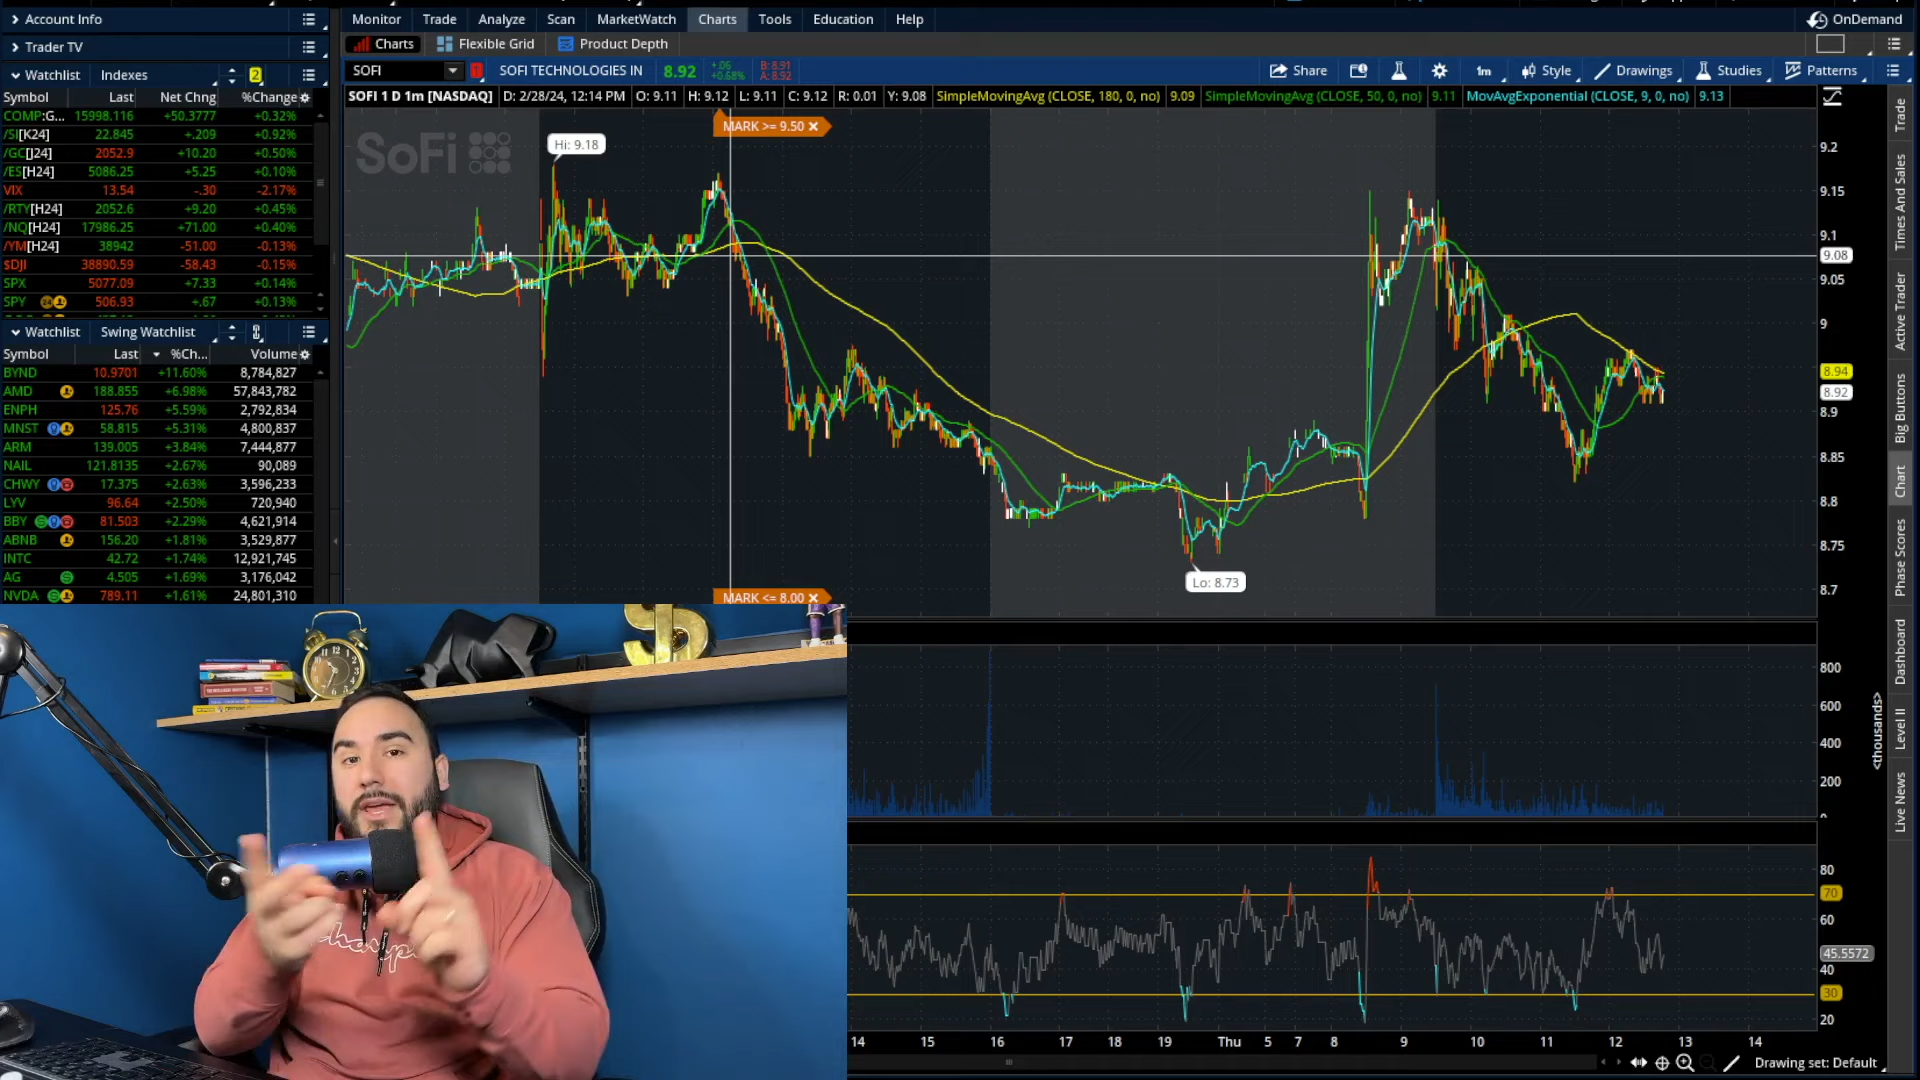 Account Info
Trader TV
Watchlist Indexes 2
Symbol Last Net Chng %Change
COMP:G... 15998.116 +50.3777 +0.32%
/SI[K24] 22.845 +.209 +0.92%
/GC[J24] 2052.9 +10.20 +0.50%
/ES[H24] 5086.25 +5.25 +0.10%
VIX 13.54 -.30 -2.17%
/RTY[H24] 2052.6 +9.20 +0.45%
/NQ[H24] 17986.25 +71.00 +0.40%
/YM[H24] 38942 -51.00 -0.13%
$DJI 38890.59 -58.43 -0.15%
SPX 5077.09 +7.33 +0.14%
SPY 24 506.93 +.67 +0.13%
Watchlist Swing Watchlist
Symbol Last %Ch... Volume
BYND 10.9701 +11.60% 8,784,827
AMD 188.855 +6.98% 57,843,782
ENPH 125.76 +5.59% 2,792,834
MNST 58.815 +5.31% 4,800,837
ARM 139.005 +3.84% 7,444,877
NAIL 121.8135 +2.67% 90,089
CHWY 17.375 +2.63% 3,596,233
LYV 96.64 +2.50% 720,940
BBY 81.503 +2.29% 4,621,914
ABNB 156.20 +1.81% 3,529,877
INTC 42.72 +1.74% 12,921,745
AG 4.505 +1.69% 3,176,042
NVDA 789.11 +1.61% 24,801,310
Monitor Trade Analyze Scan MarketWatch Charts Tools Education Help OnDemand
Charts Flexible Grid Product Depth
SOFI SOFI TECHNOLOGIES IN 8.92 +.06 +0.68% B: 8.91 A: 8.92 Share 1m Style Drawings Studies Patterns
SOFI 1 D 1m [NASDAQ] D: 2/28/24, 12:14 PM O: 9.11 H: 9.12 L: 9.11 C: 9.12 R: 0.01 Y: 9.08 SimpleMovingAvg (CLOSE, 180, 0, no) 9.09 SimpleMovingAvg (CLOSE, 50, 0, no) 9.11 MovAvgExponential (CLOSE, 9, 0, no) 9.13
SoFi
Hi: 9.18
MARK >= 9.50 x
MARK <= 8.00 x
Lo: 8.73
9.2
9.15
9.1
9.08
9.05
9
8.94
8.92
8.9
8.85
8.8
8.75
8.7
800
600
400
200
<thousands>
80
70
60
45.5572
40
30
20
14 15 16 17 18 19 Thu 5 7 8 9 10 11 12 13 14
Drawing set: Default
Trade
Times And Sales
Active Trader
Big Buttons
Chart
Phase Scores
Dashboard
Level II
Live News